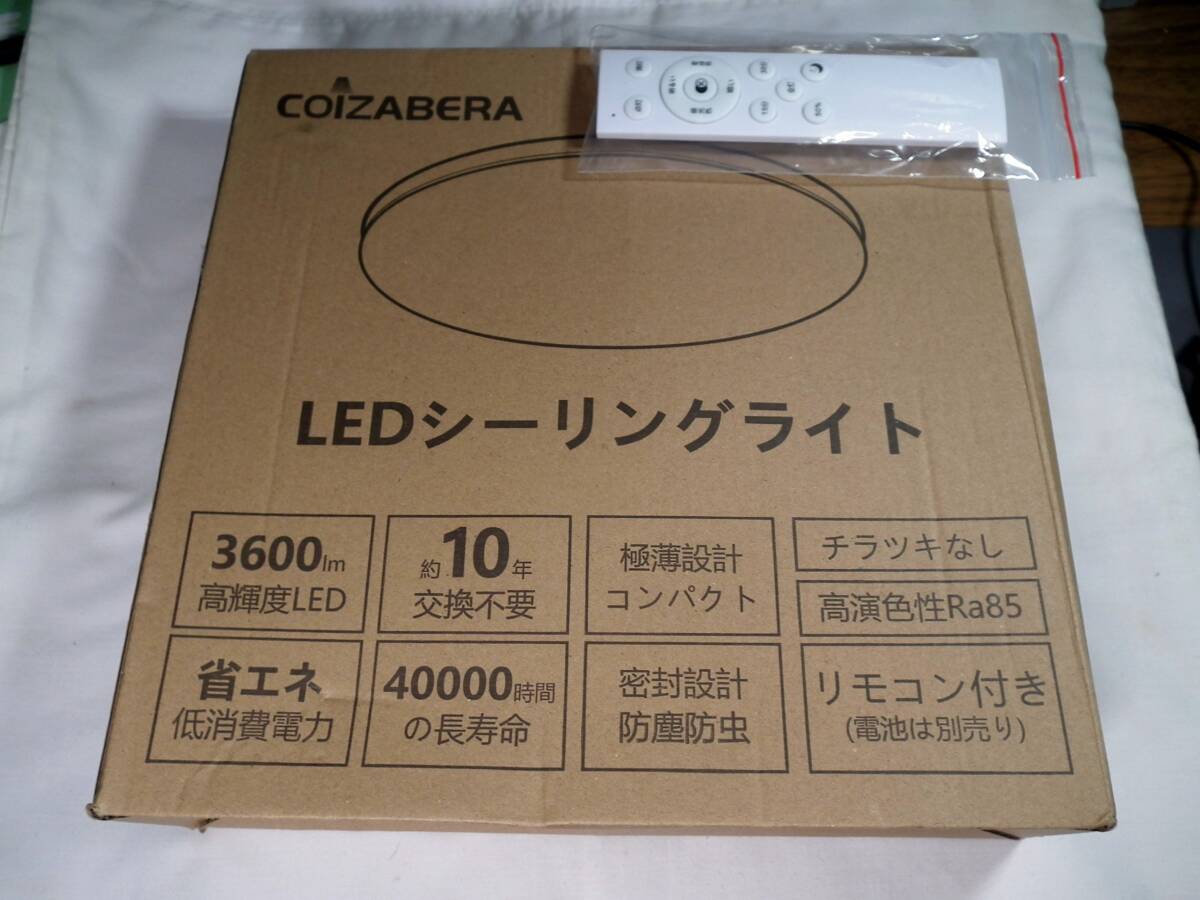 COIZABERA
50%
LEDシーリングライト
3600lm
高輝度LED
約10年
交換不要
極薄設計
コンパクト
チラツキなし
高演色性Ra85
省エネ
低消費電力
40000時間
の長寿命
密封設計
防塵防虫
リモコン付き
(電池は別売り)